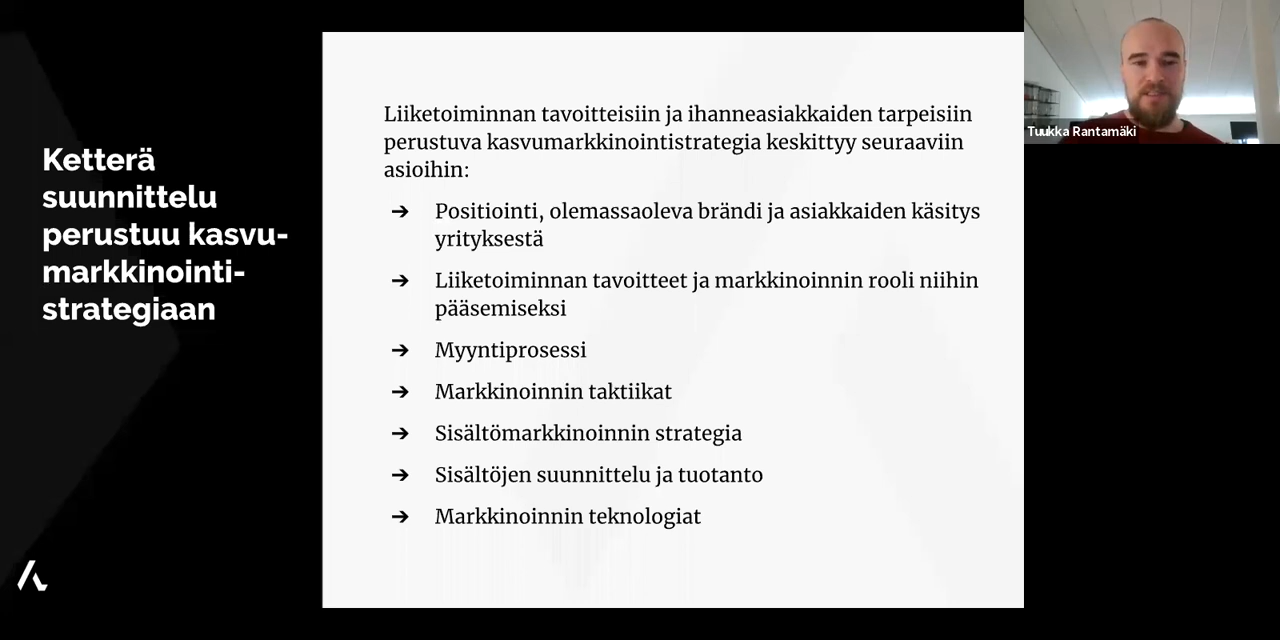 Ketterä
suunnittelu
perustuu kasvu-
markkinointi-
strategiaan
Liiketoiminnan tavoitteisiin ja ihanneasiakkaiden tarpeisiin
perustuva kasvumarkkinointistrategia keskittyy seuraaviin
asioihin:
➔ Positiointi, olemassaoleva brändi ja asiakkaiden käsitys
yrityksestä
➔ Liiketoiminnan tavoitteet ja markkinoinnin rooli niihin
pääsemiseksi
➔ Myyntiprosessi
➔ Markkinoinnin taktiikat
➔ Sisältömarkkinoinnin strategia
➔ Sisältöjen suunnittelu ja tuotanto
➔ Markkinoinnin teknologiat
Tuukka Rantamäki